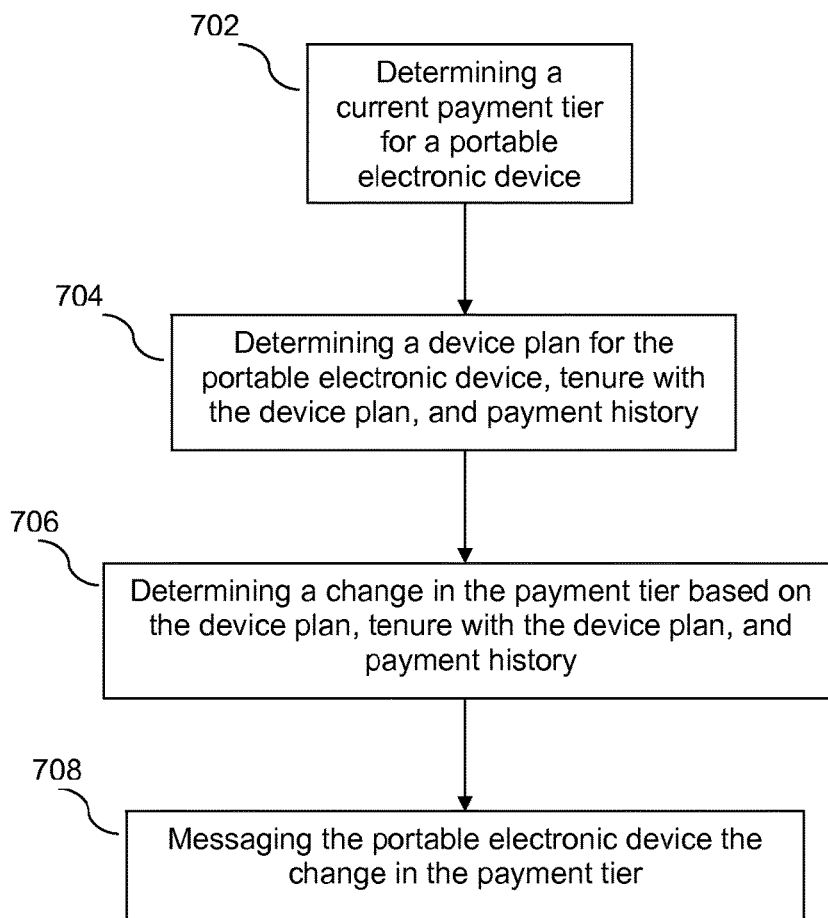 702
Determining a
current payment tier
for a portable
electronic device
704
Determining a device plan for the
portable electronic device, tenure with
the device plan, and payment history
706
Determining a change in the payment tier based on
the device plan, tenure with the device plan, and
payment history
708
Messaging the portable electronic device the
change in the payment tier